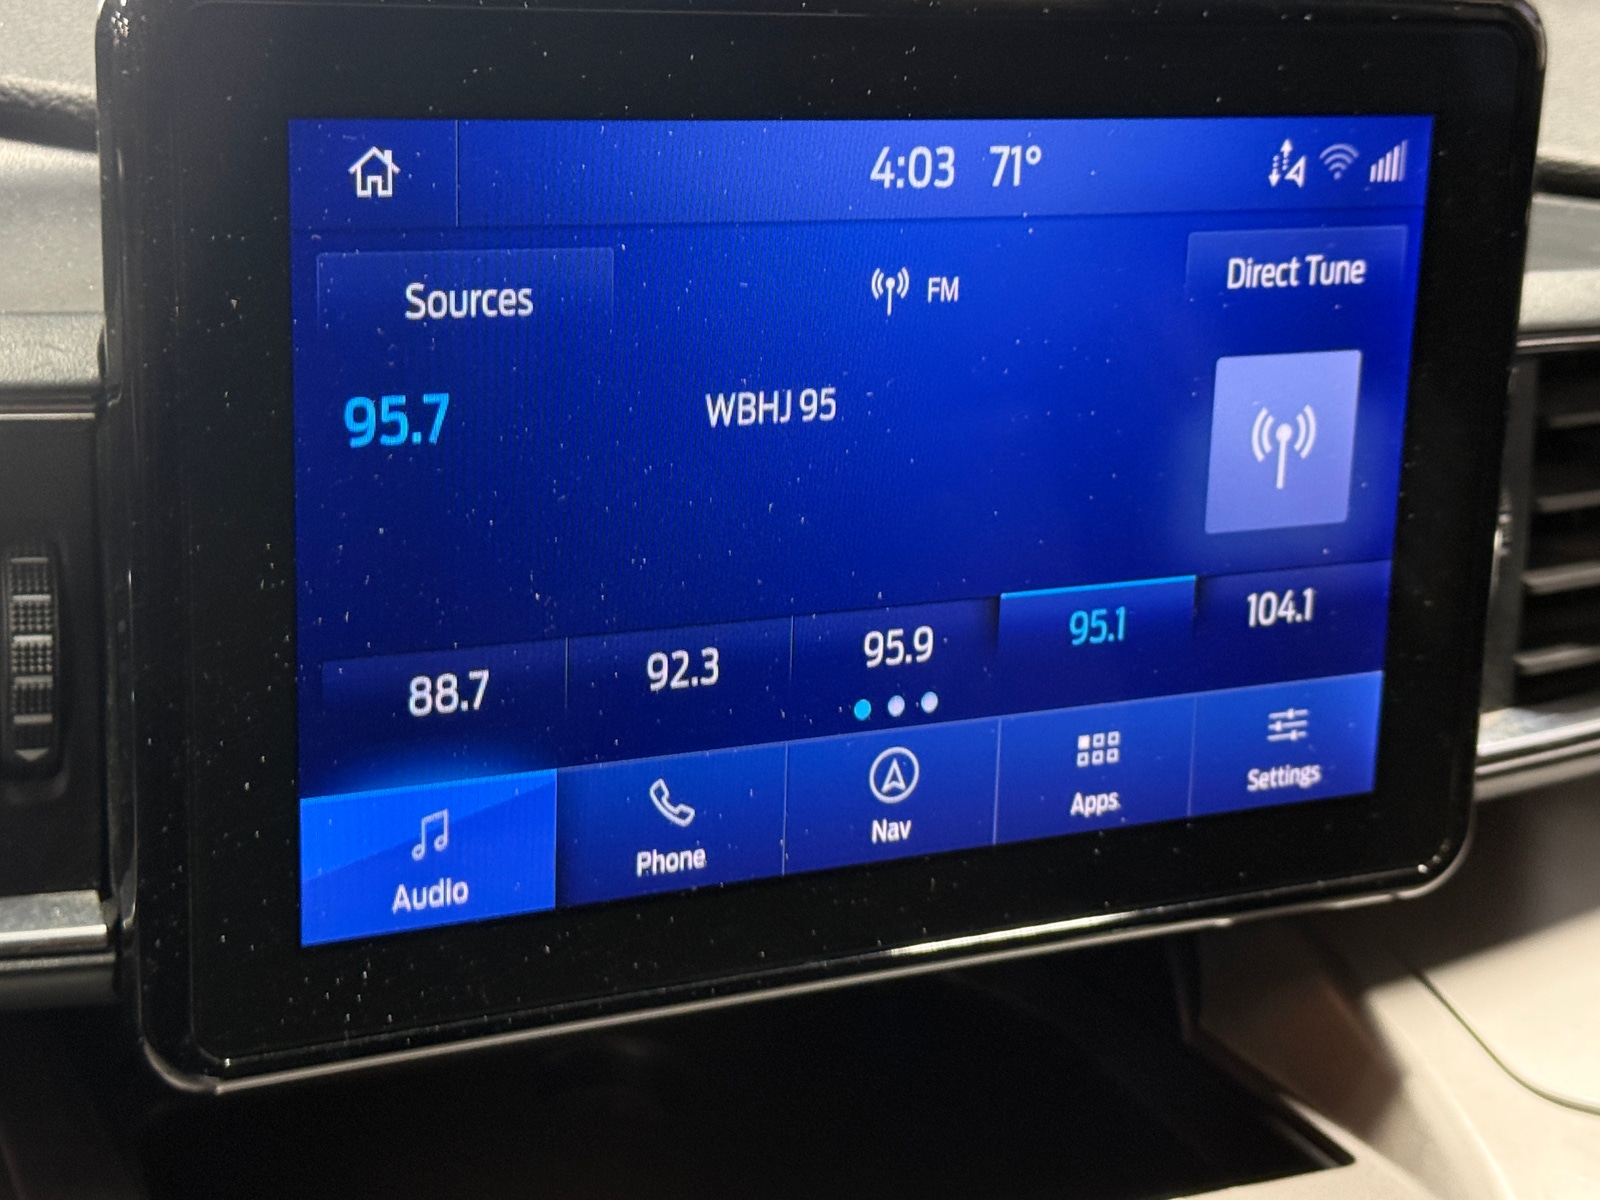 4:03 71°
Sources
FM
Direct Tune
95.7
WBHJ 95
88.7
92.3
95.9
95.1
104.1
Audio
Phone
Nav
Apps
Settings